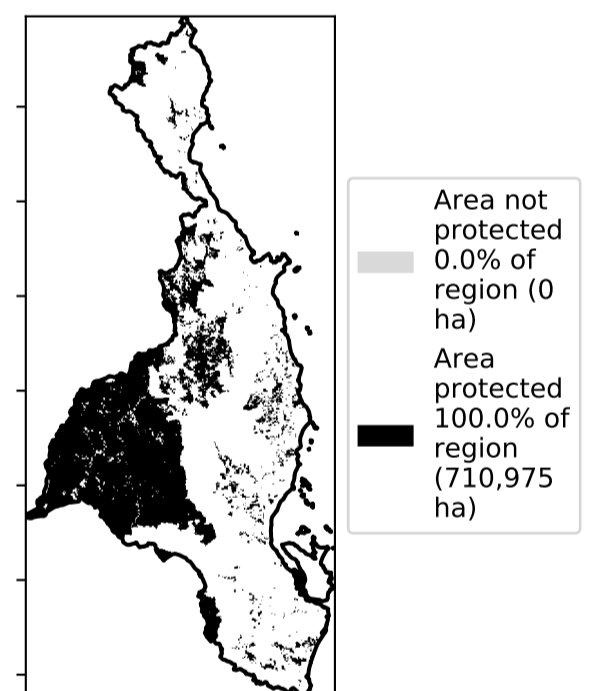 Area not
protected
0.0% of
region (0
ha)
Area
protected
100.0% of
region
(710,975
ha)